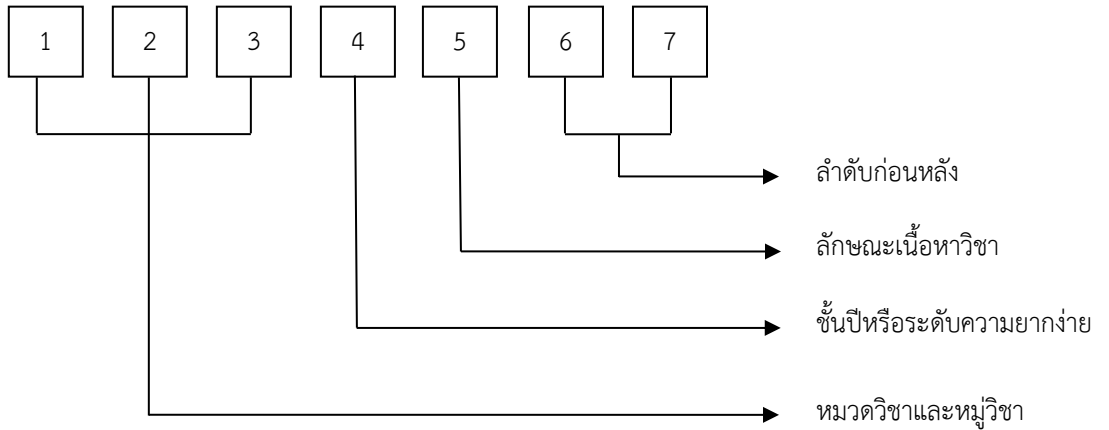 1 2 3 4 5 6 7
ลำดับก่อนหลัง
ลักษณะเนื้อหาวิชา
ชั้นปีหรือระดับความยากง่าย
หมวดวิชาและหมู่วิชา